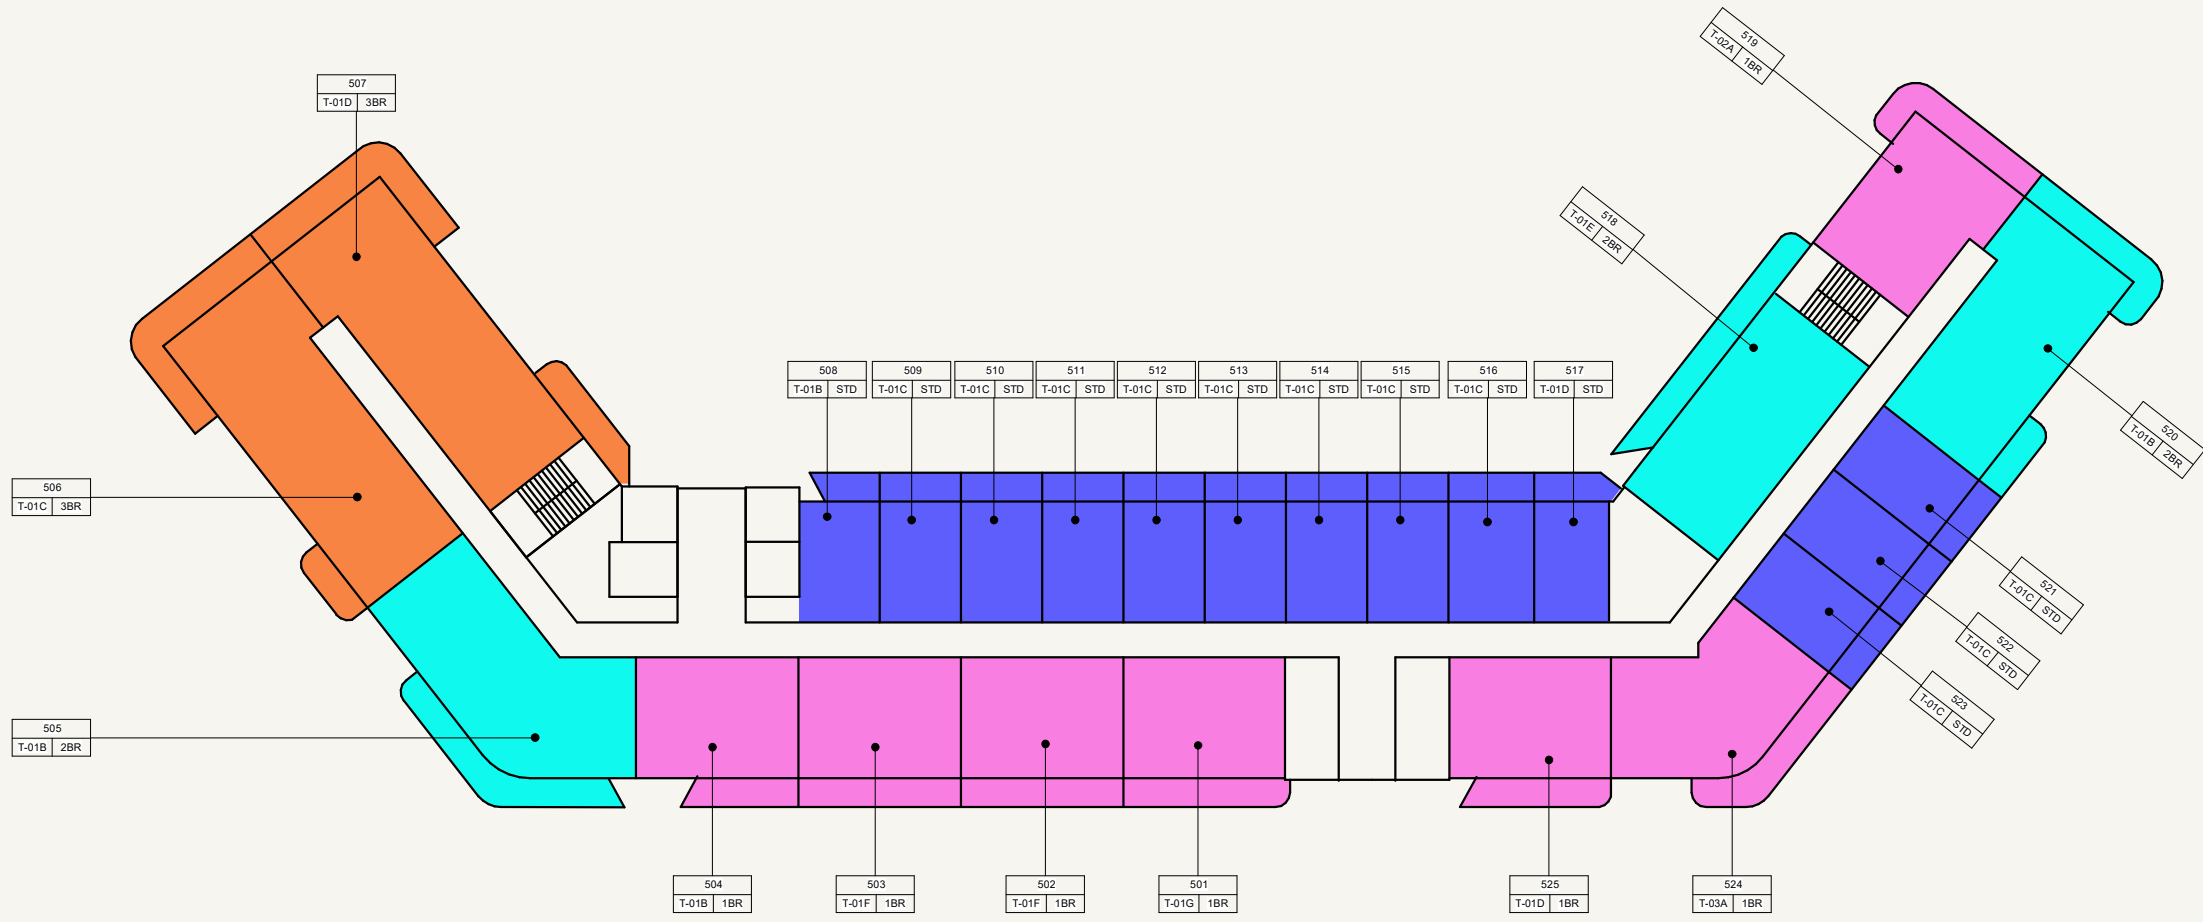 519
T-02A 1BR
507
T-01D 3BR
518
T-01E 2BR
508
T-01B STD
509
T-01C STD
510
T-01C STD
511
T-01C STD
512
T-01C STD
513
T-01C STD
514
T-01C STD
515
T-01C STD
516
T-01C STD
517
T-01D STD
520
T-01B 2BR
506
T-01C 3BR
521
T-01C STD
522
T-01C STD
523
T-01C STD
505
T-01B 2BR
504
T-01B 1BR
503
T-01F 1BR
502
T-01F 1BR
501
T-01G 1BR
525
T-01D 1BR
524
T-03A 1BR